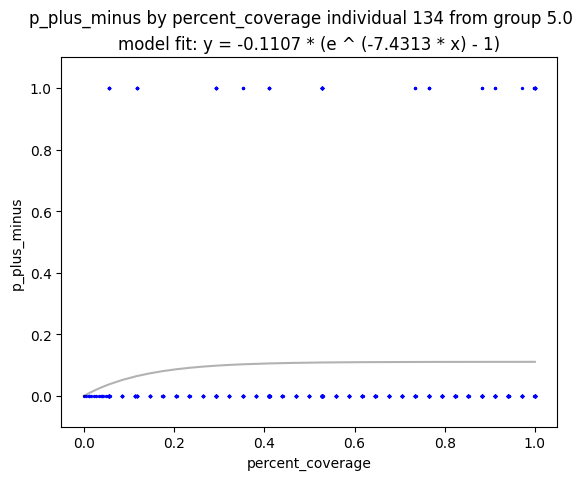 p_plus_minus by percent_coverage individual 134 from group 5.0
model fit: y = -0.1107 * (e ^ (-7.4313 * x) - 1)
1.0
0.8
0.6
0.4
0.2
0.0
p_plus_minus
0.0 0.2 0.4 0.6 0.8 1.0
percent_coverage